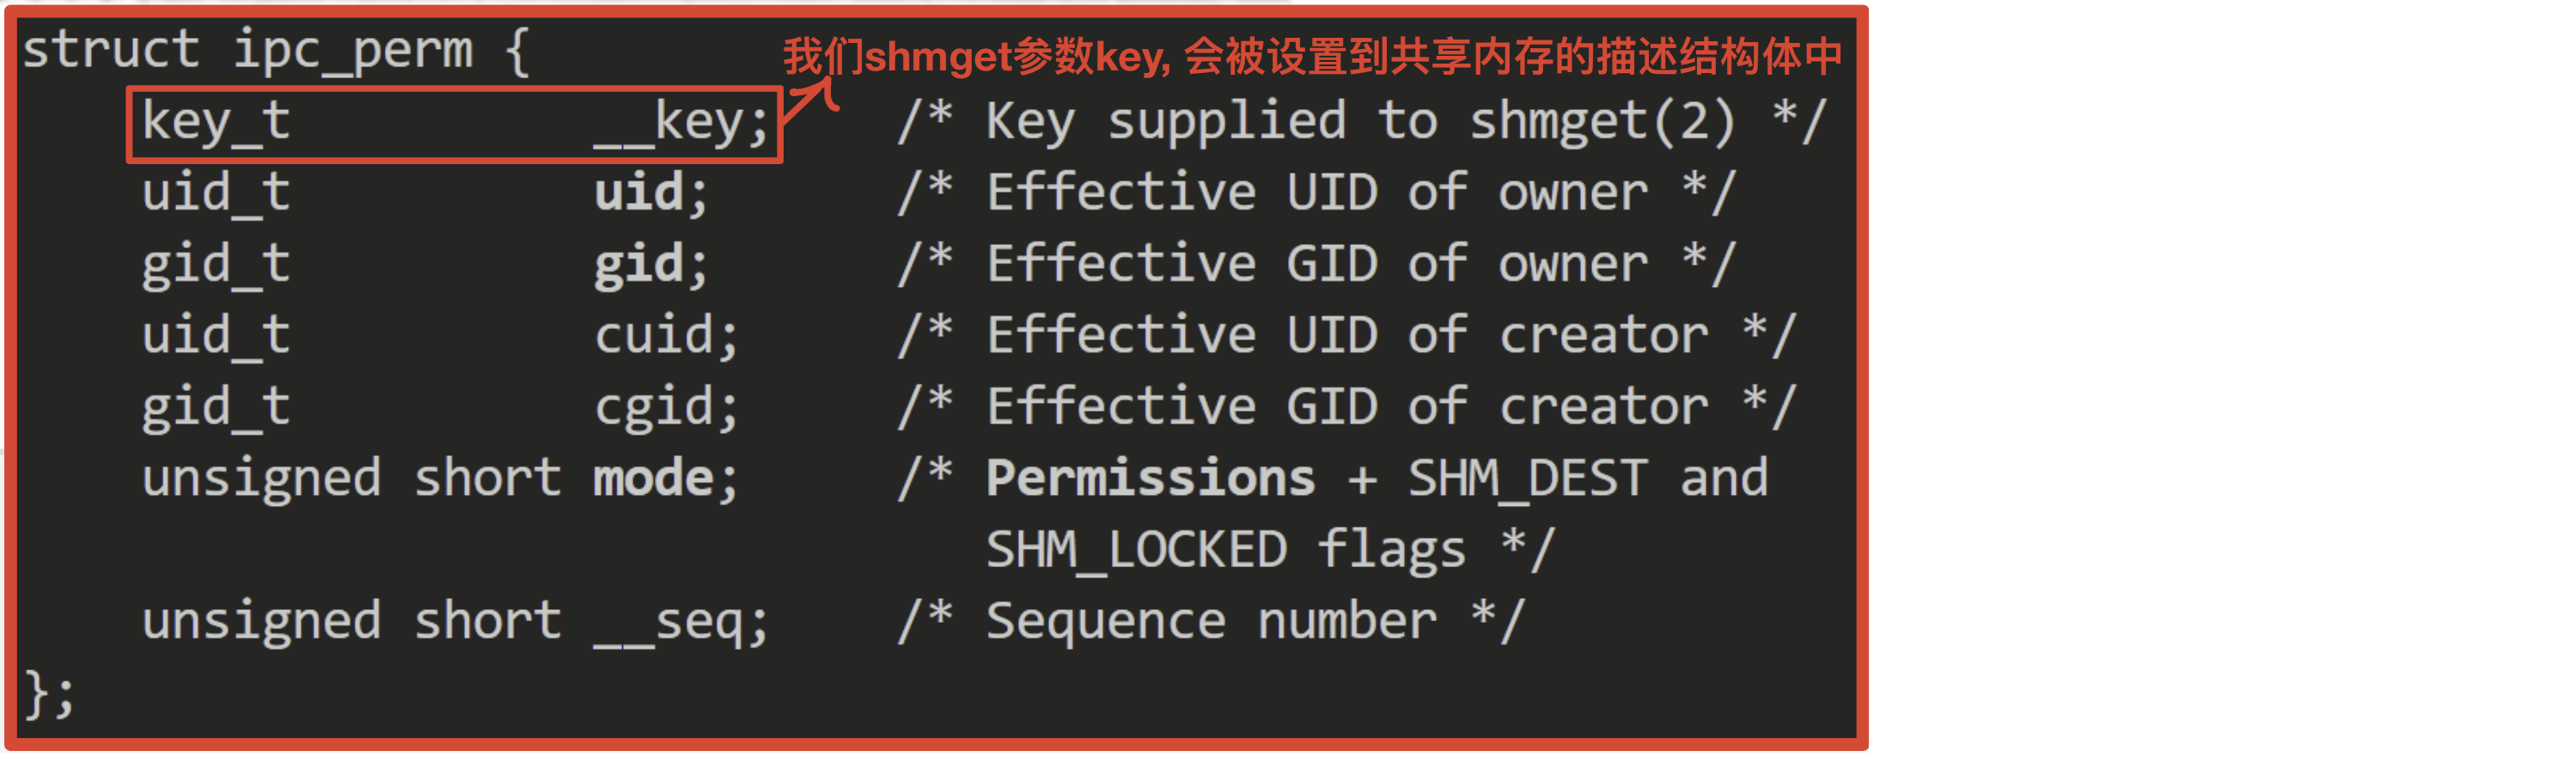 struct ipc_perm {
我们shmget参数key, 会被设置到共享内存的描述结构体中
key_t __key; /* Key supplied to shmget(2) */
uid_t uid; /* Effective UID of owner */
gid_t gid; /* Effective GID of owner */
uid_t cuid; /* Effective UID of creator */
gid_t cgid; /* Effective GID of creator */
unsigned short mode; /* Permissions + SHM_DEST and
SHM_LOCKED flags */
unsigned short __seq; /* Sequence number */
};